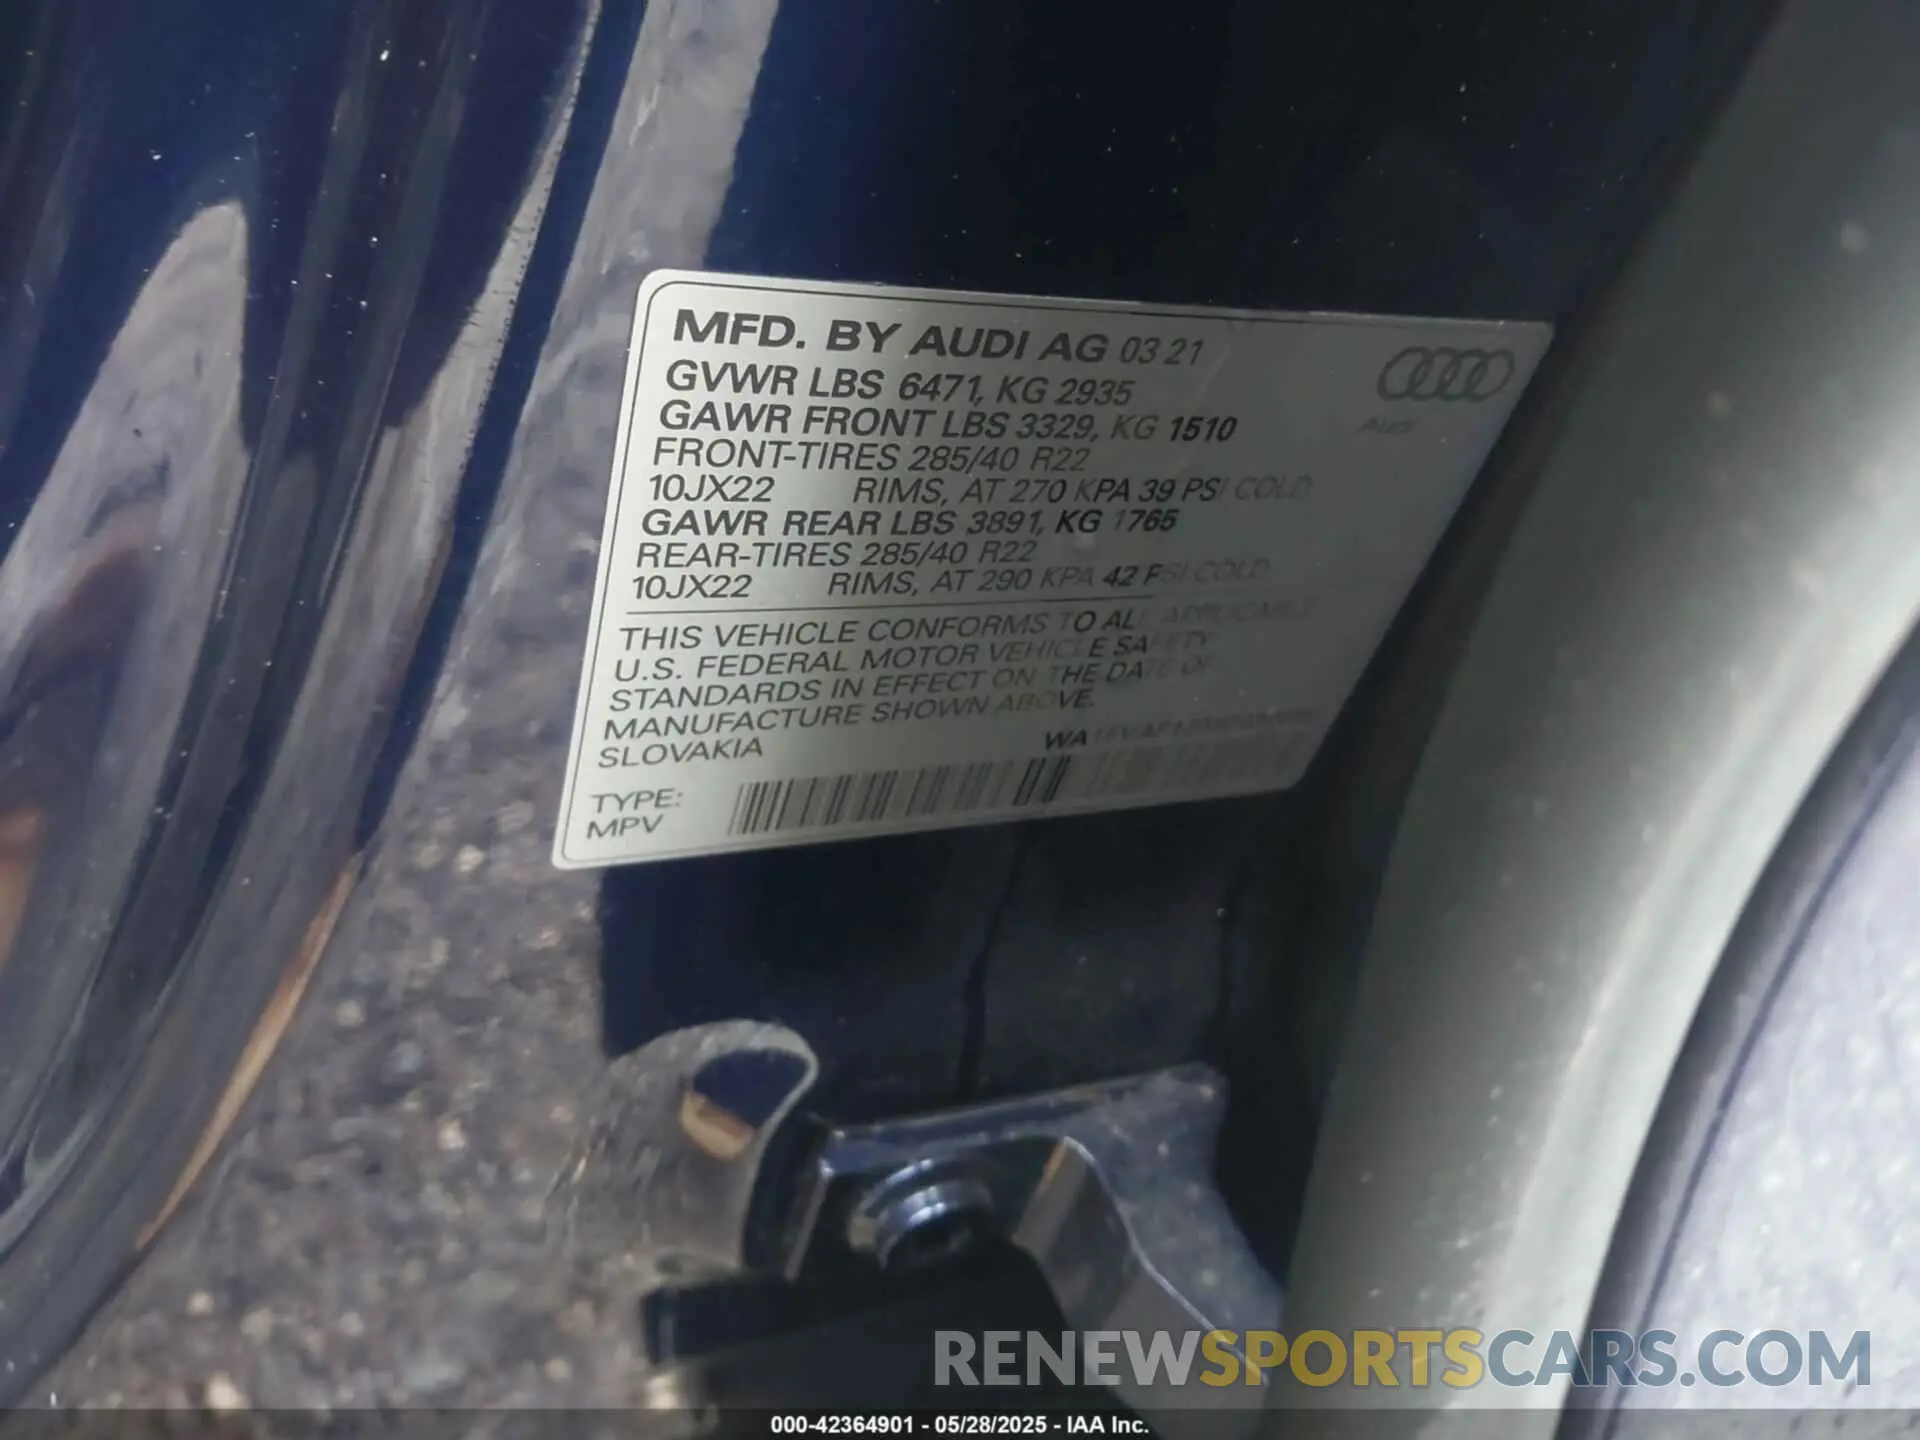 MFD. BY AUDI AG 03 21
GVWR LBS 6471, KG 2935
GAWR FRONT LBS 3329, KG 1510
FRONT-TIRES 285/40 R22
10JX22 RIMS, AT 270 KPA 39 PSI COLD
GAWR REAR LBS 3891, KG 1765
REAR-TIRES 285/40 R22
10JX22 RIMS, AT 290 KPA 42 PSI COLD
THIS VEHICLE CONFORMS TO ALL APPLICABLE
U.S. FEDERAL MOTOR VEHICLE SAFETY
STANDARDS IN EFFECT ON THE DATE OF
MANUFACTURE SHOWN ABOVE.
SLOVAKIA
TYPE:
MPV
Audi
RENEWSPORTSCARS.COM
000-42364901 - 05/28/2025 - IAA Inc.